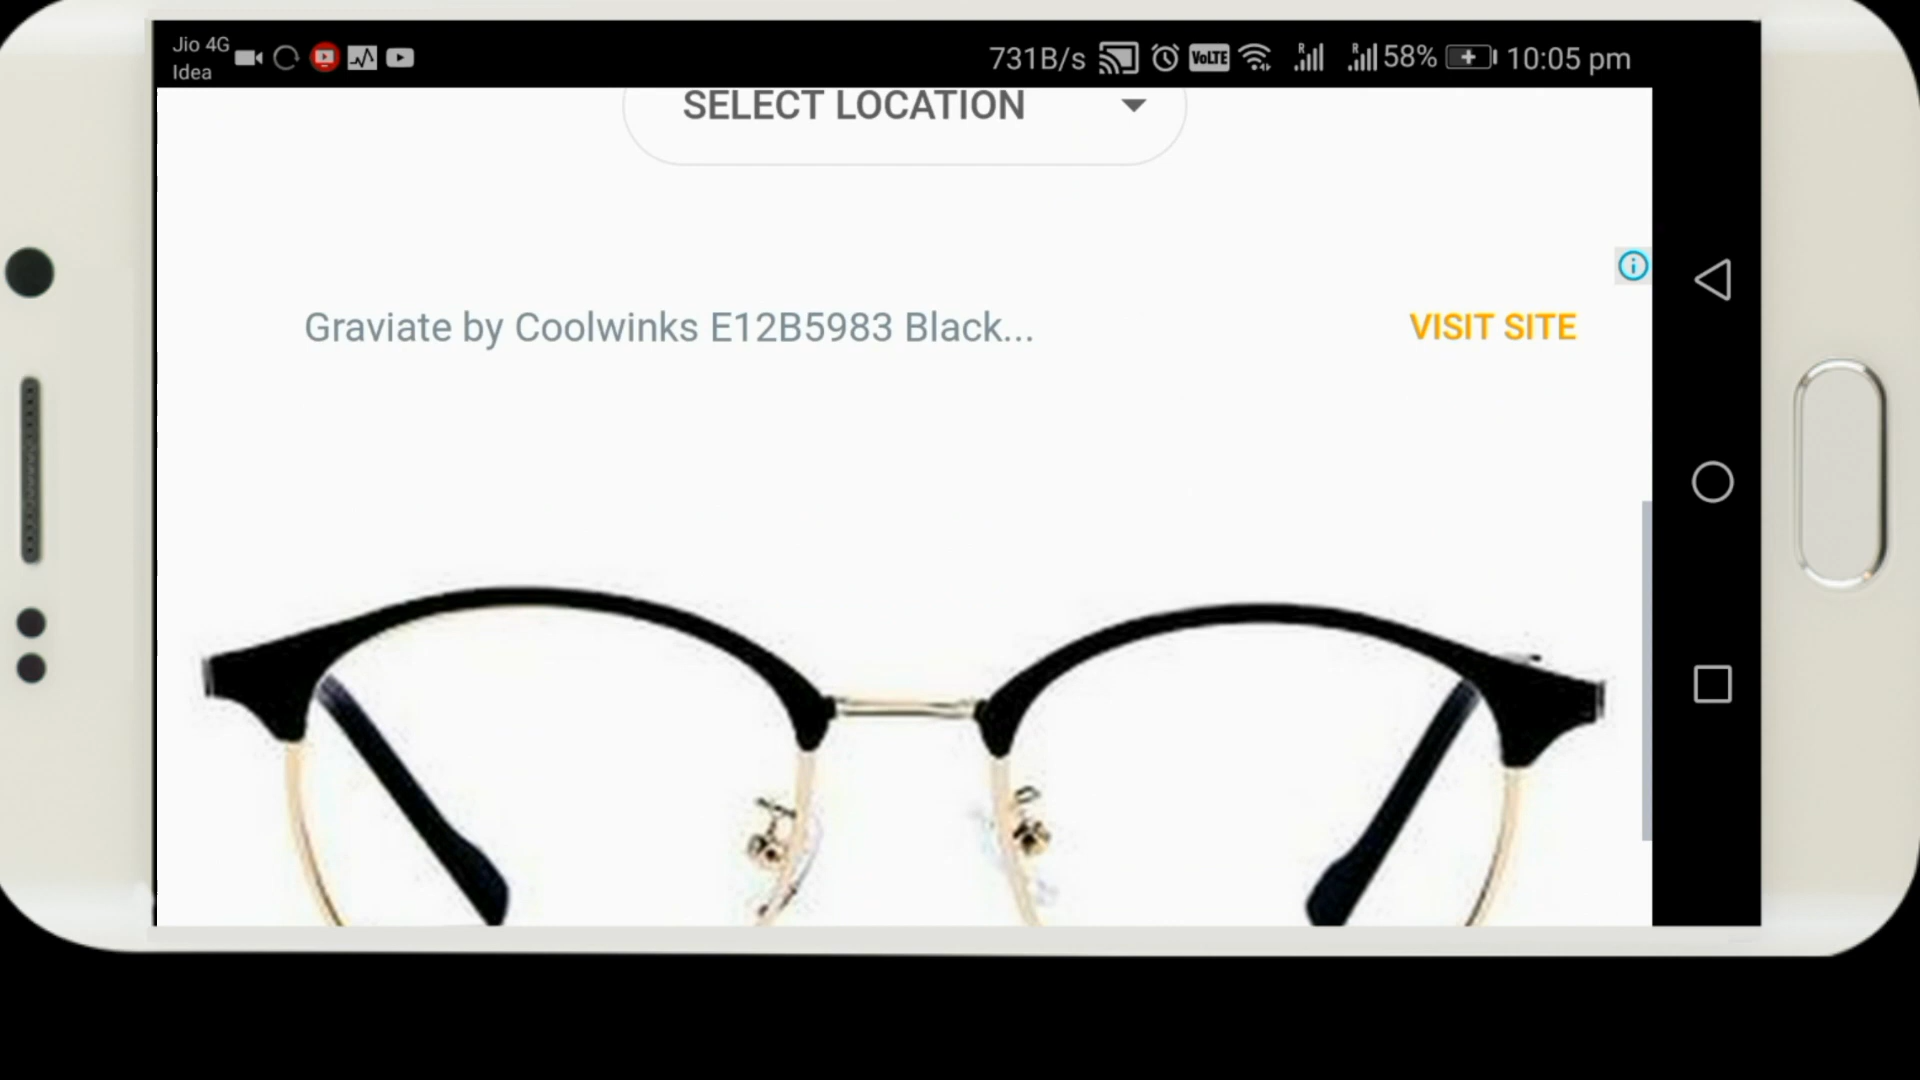 Jio 4G
Idea
731B/s VoLTE R R 58% 10:05 pm
SELECT LOCATION
Graviate by Coolwinks E12B5983 Black...
VISIT SITE